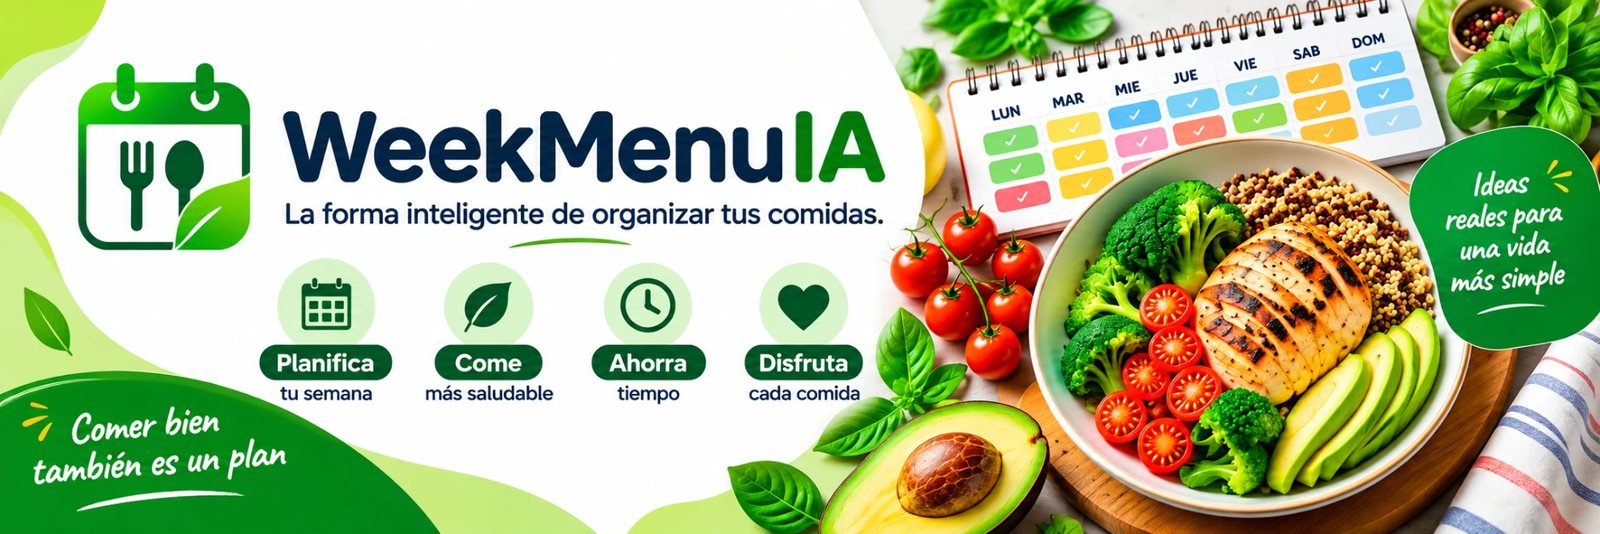 WeekMenuIA
La forma inteligente de organizar tus comidas.
Planifica
tu semana
Come
más saludable
Ahorra
tiempo
Disfruta
cada comida
Comer bien
también es un plan
LUN MAR MIE JUE VIE SAB DOM
Ideas
reales para
una vida
más simple